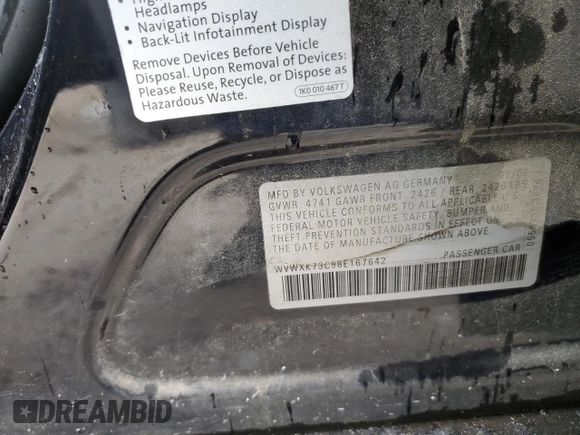 Headlamps
• Navigation Display
• Back-Lit Infotainment Display
Remove Devices Before Vehicle
Disposal. Upon Removal of Devices:
Please Reuse, Recycle, or Dispose as
Hazardous Waste.
1K0 010 467 T
MFD BY VOLKSWAGEN AG GERMANY
GVWR 4741 GAWR FRONT 2426 / REAR 2423 LBS
THIS VEHICLE CONFORMS TO ALL APPLICABLE
FEDERAL MOTOR VEHICLE SAFETY, BUMPER AND
THEFT PREVENTION STANDARDS IN EFFECT ON
THE DATE OF MANUFACTURE SHOWN ABOVE.
WVWXK73C98E167642 PASSENGER CAR
DREAMBID